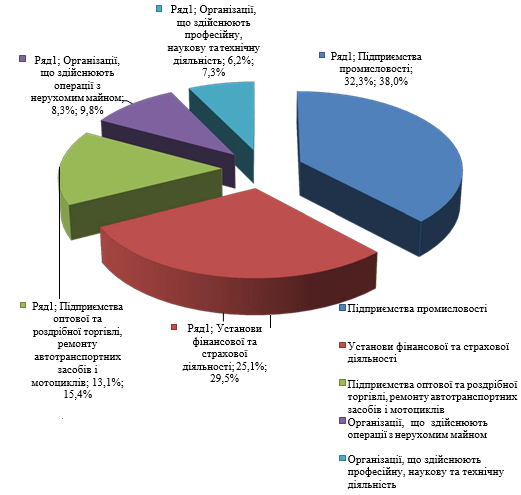 Ряд1; Організації,
що здійснюють
професійну,
наукову та технічну
діяльність; 6,2%;
7,3%
Ряд1; Організації,
що здійснюють
операції з
нерухомим майном;
8,3%; 9,8%
Ряд1; Підприємства
промисловості;
32,3%; 38,0%
Ряд1; Підприємства
оптової та
роздрібної торгівлі,
ремонту
автотранспортних
засобів і
мотоциклів; 13,1%;
15,4%
Ряд1; Установи
фінансової та
страхової
діяльності; 25,1%;
29,5%
Підприємства промисловості
Установи фінансової та страхової
діяльності
Підприємства оптової та роздрібної
торгівлі, ремонту автотранспортних
засобів і мотоциклів
Організації, що здійснюють
операції з нерухомим майном
Організації, що здійснюють
професійну, наукову та технічну
діяльність